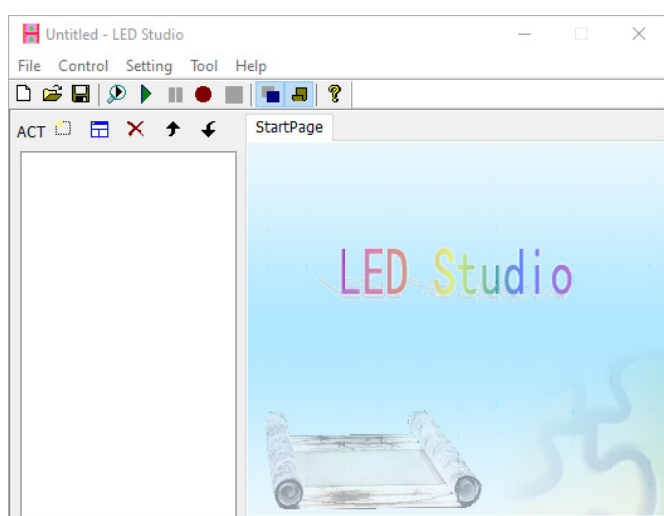 Untitled - LED Studio
File Control Setting Tool Help
ACT
StartPage
LED Studio